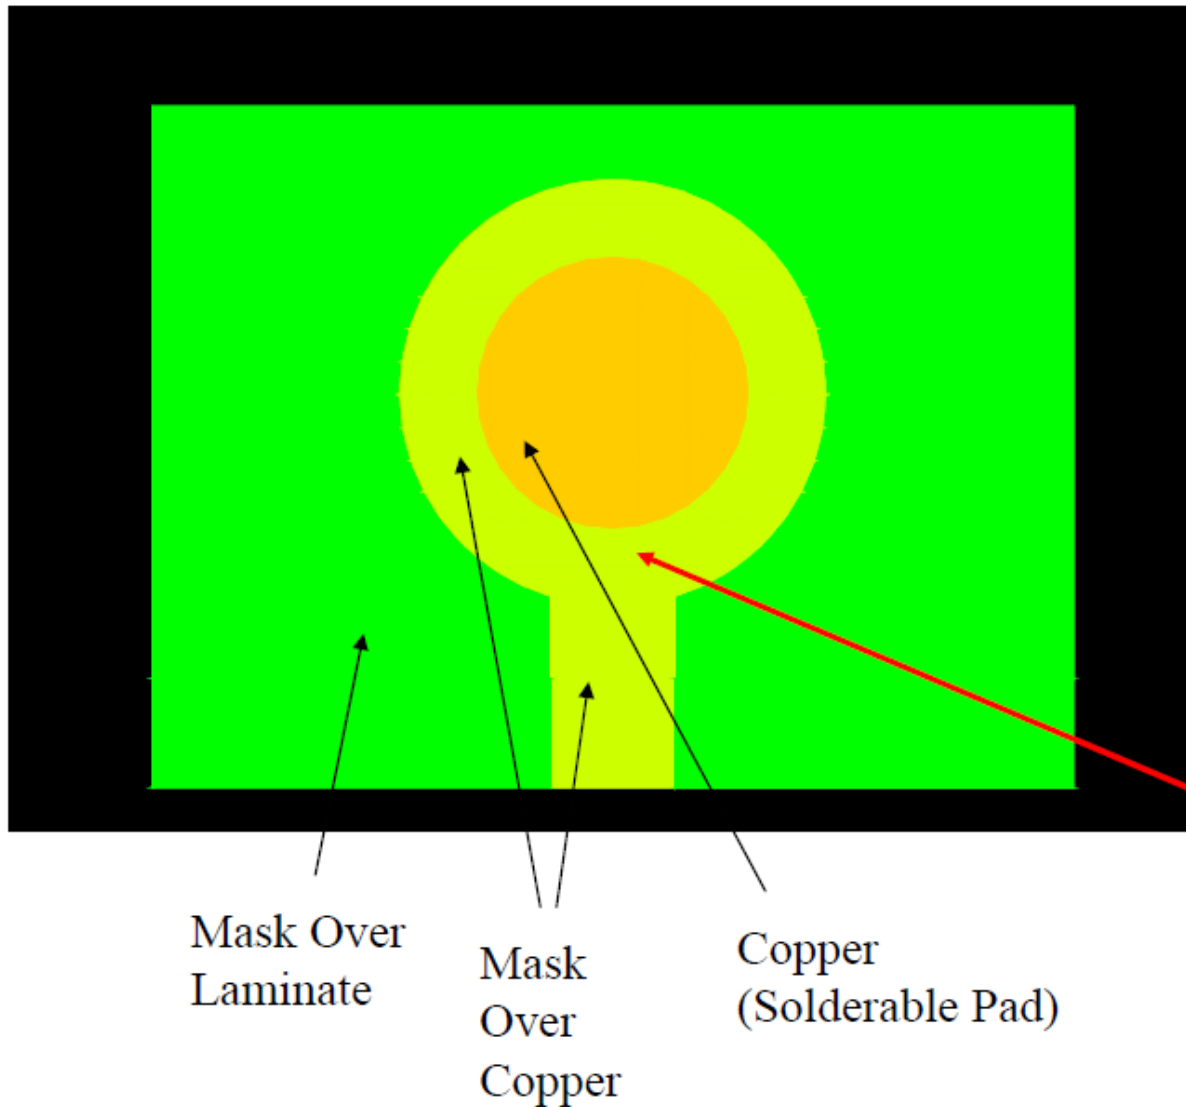 Mask Over
Laminate
Mask
Over
Copper
Copper
(Solderable Pad)